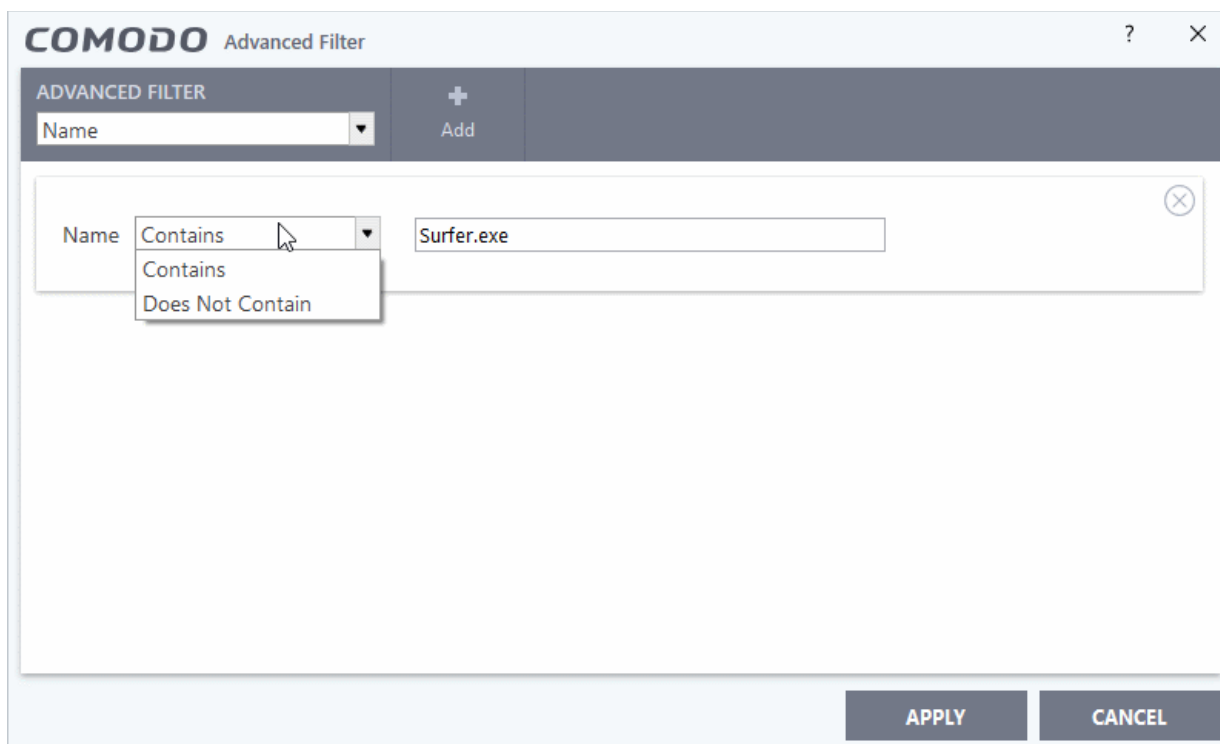 COMODO Advanced Filter ?
ADVANCED FILTER
Name
Add
Name Contains Surfer.exe
Contains
Does Not Contain
APPLY CANCEL